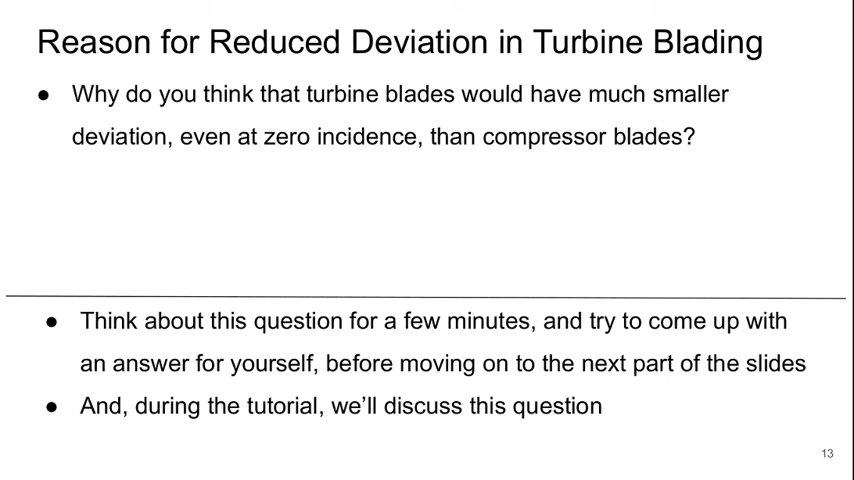 Reason for Reduced Deviation in Turbine Blading
● Why do you think that turbine blades would have much smaller
deviation, even at zero incidence, than compressor blades?
● Think about this question for a few minutes, and try to come up with
an answer for yourself, before moving on to the next part of the slides
● And, during the tutorial, we’ll discuss this question
13